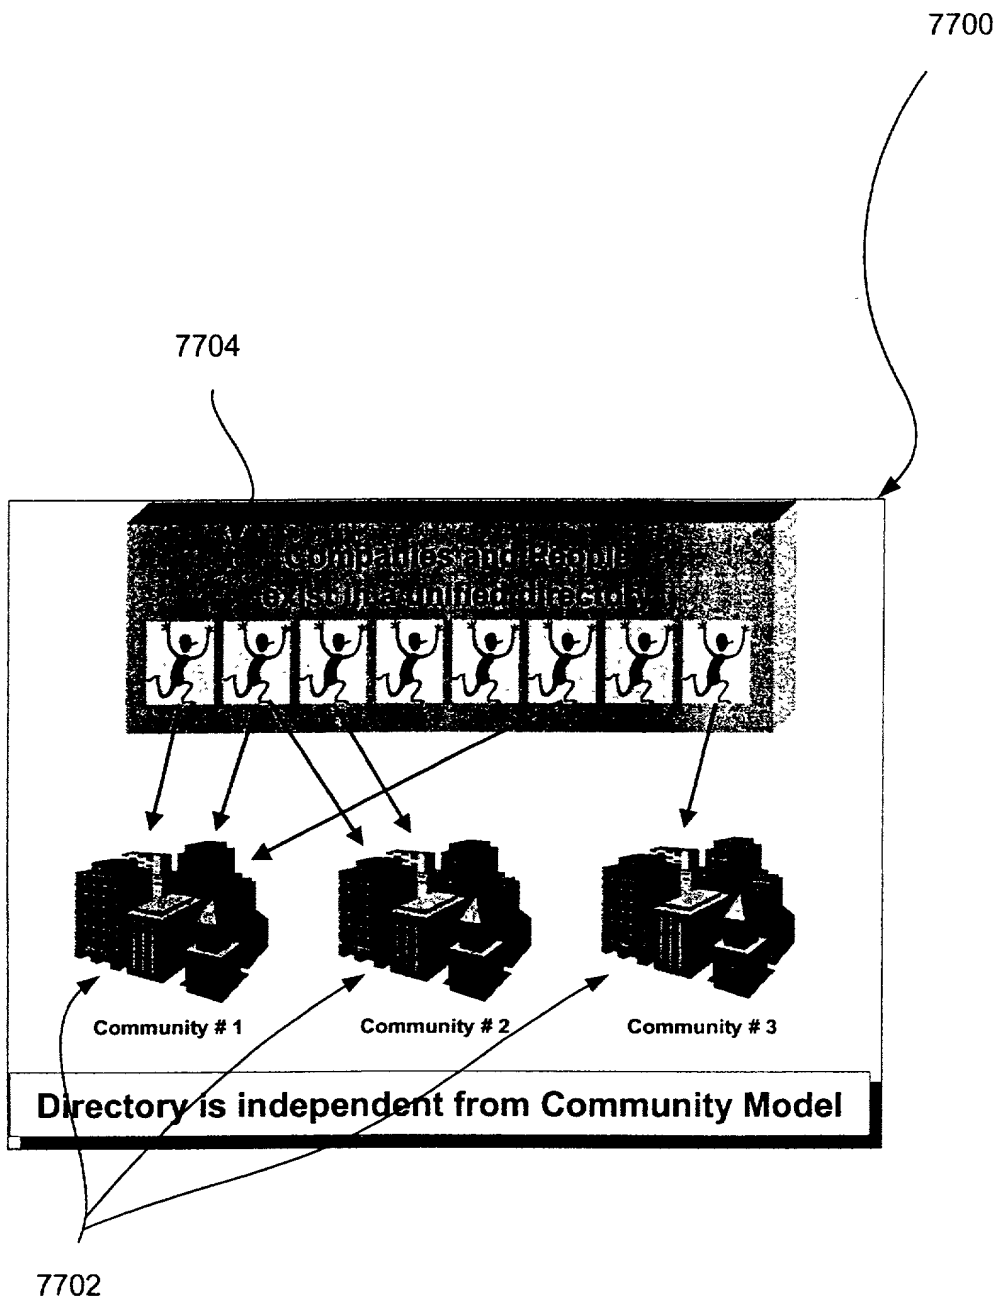 7700
7704
Companies and People
exist in a unified directory
Community # 1
Community # 2
Community # 3
Directory is independent from Community Model
7702